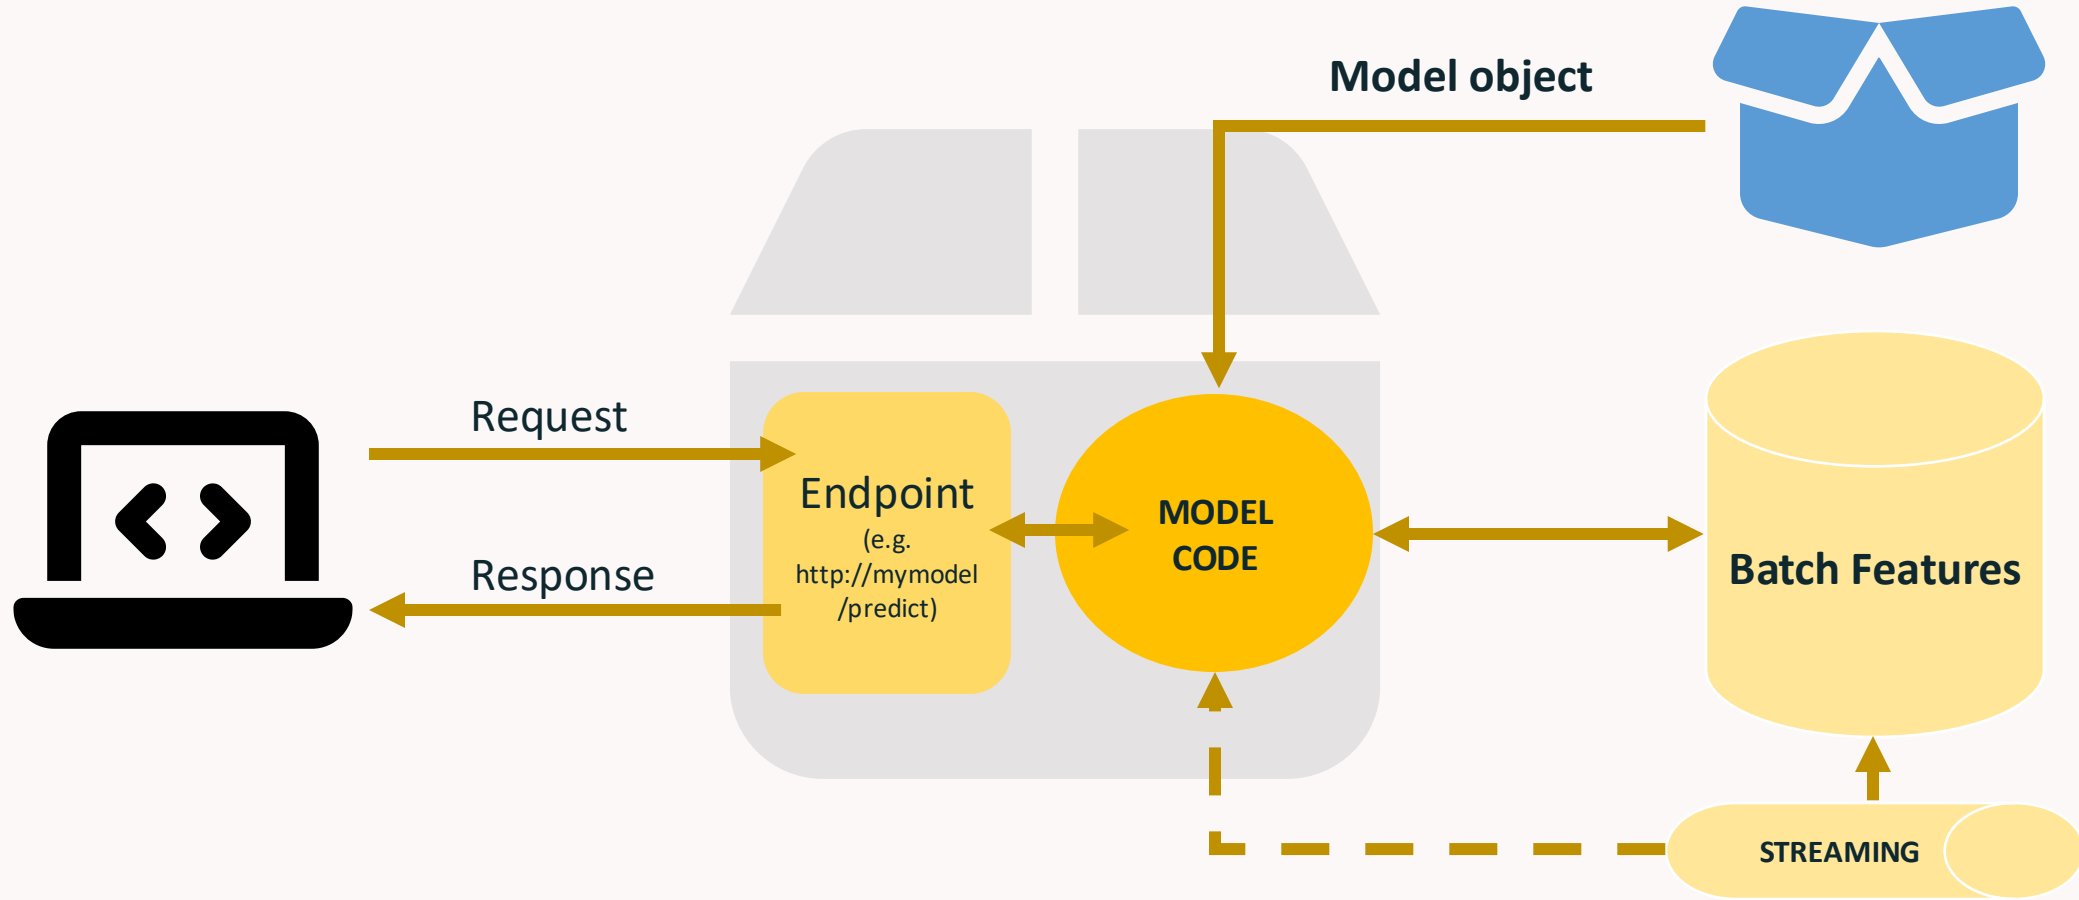 Model object
Request
Endpoint
(e.g.
http://mymodel
/predict)
Response
MODEL
CODE
Batch Features
STREAMING